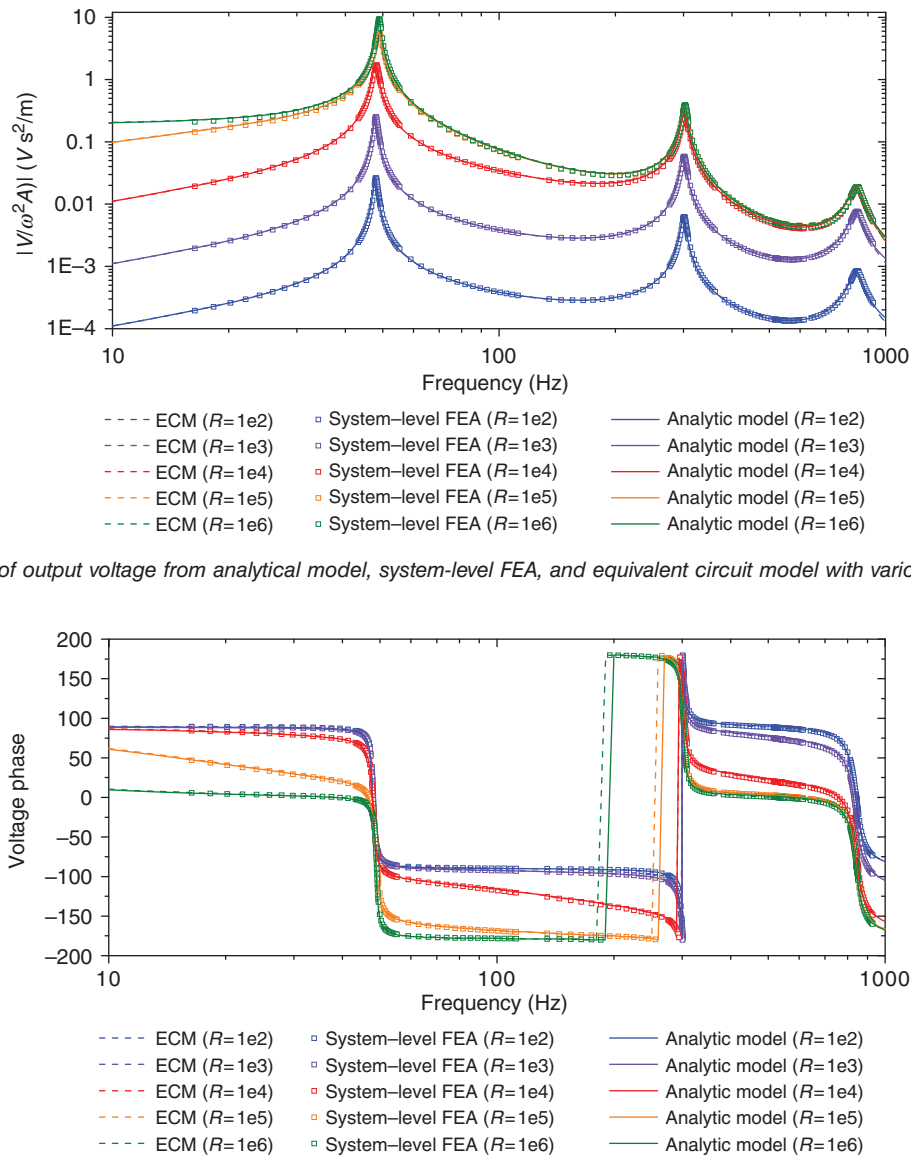 10
1
0.1
0.01
1E−3
1E−4
|V/ω²A)| (V s²/m)
10
100
1000
Frequency (Hz)
ECM (R=1e2) System–level FEA (R=1e2) Analytic model (R=1e2)
ECM (R=1e3) System–level FEA (R=1e3) Analytic model (R=1e3)
ECM (R=1e4) System–level FEA (R=1e4) Analytic model (R=1e4)
ECM (R=1e5) System–level FEA (R=1e5) Analytic model (R=1e5)
ECM (R=1e6) System–level FEA (R=1e6) Analytic model (R=1e6)
of output voltage from analytical model, system-level FEA, and equivalent circuit model with vario
200
150
100
50
0
−50
−100
−150
−200
Voltage phase
10
100
1000
Frequency (Hz)
ECM (R=1e2) System–level FEA (R=1e2) Analytic model (R=1e2)
ECM (R=1e3) System–level FEA (R=1e3) Analytic model (R=1e3)
ECM (R=1e4) System–level FEA (R=1e4) Analytic model (R=1e4)
ECM (R=1e5) System–level FEA (R=1e5) Analytic model (R=1e5)
ECM (R=1e6) System–level FEA (R=1e6) Analytic model (R=1e6)